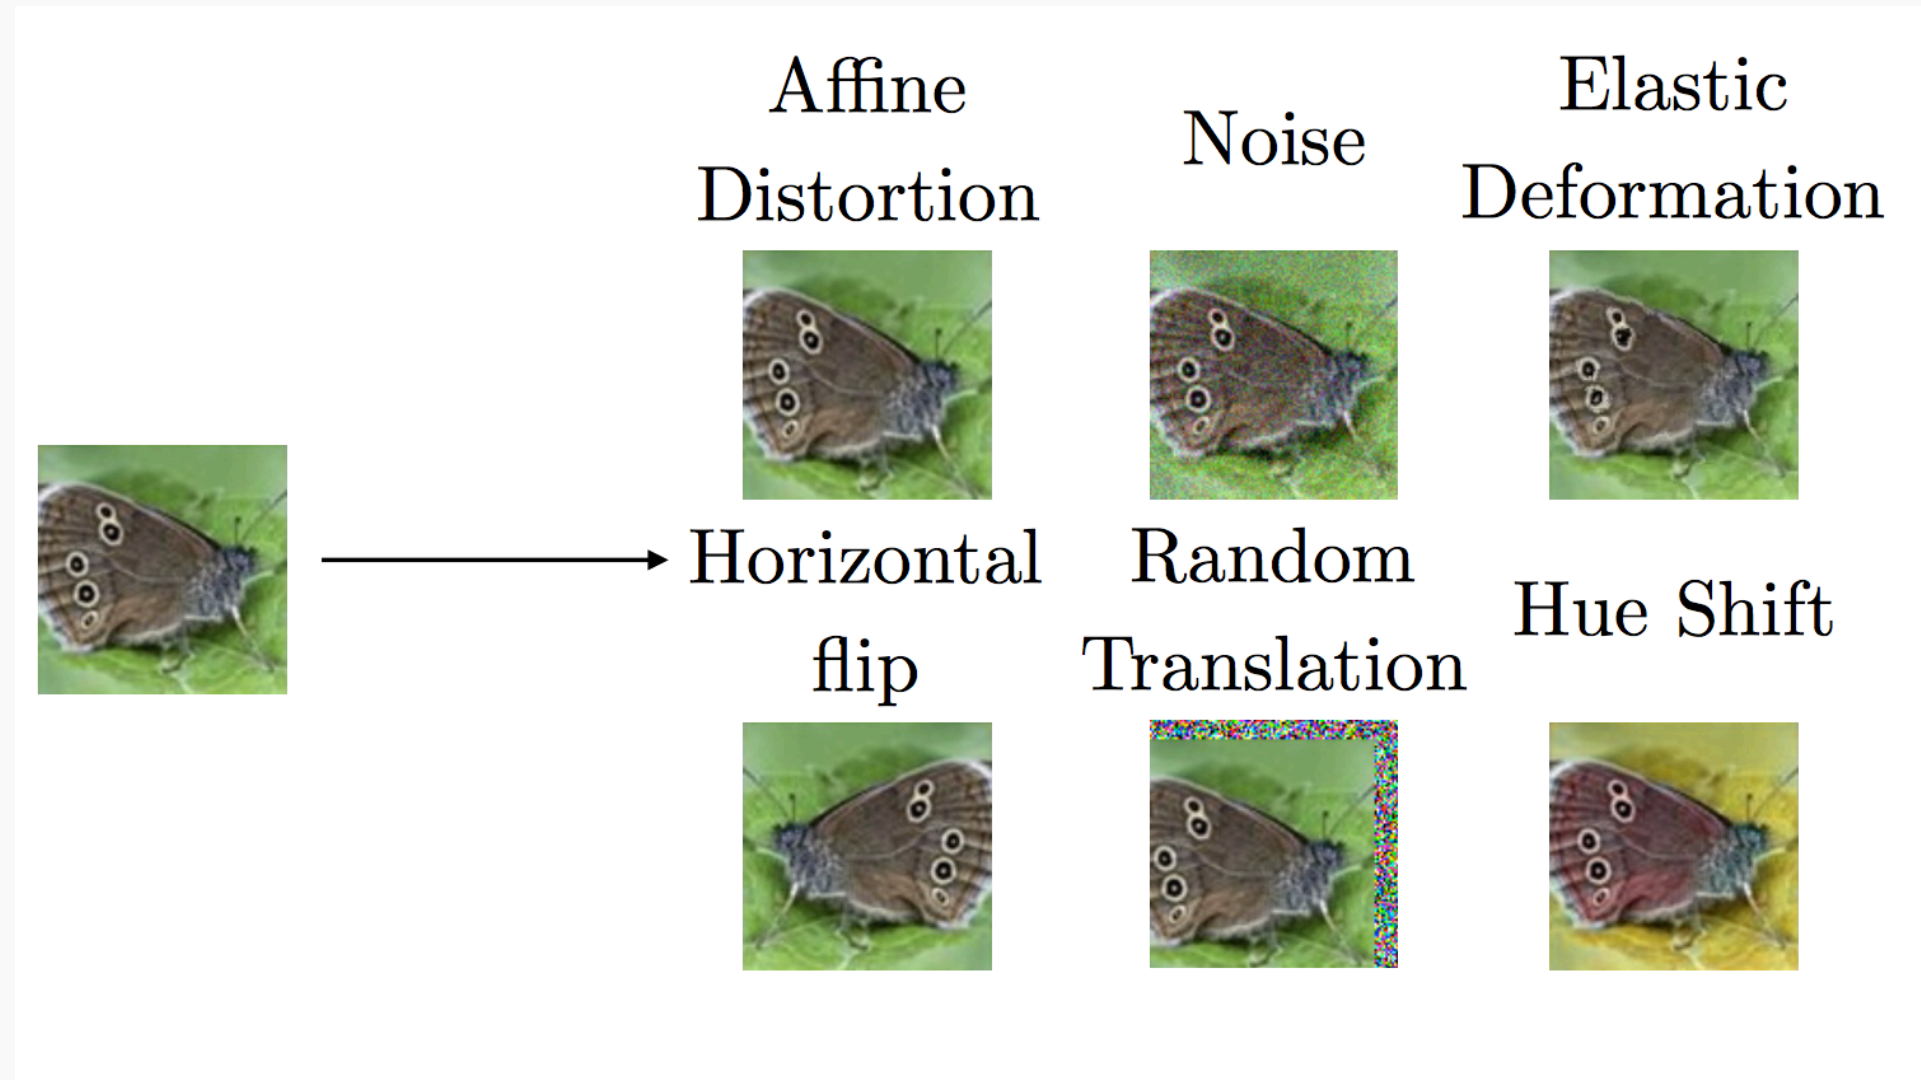 Affine
Distortion
Noise
Elastic
Deformation
Horizontal
flip
Random
Translation
Hue Shift